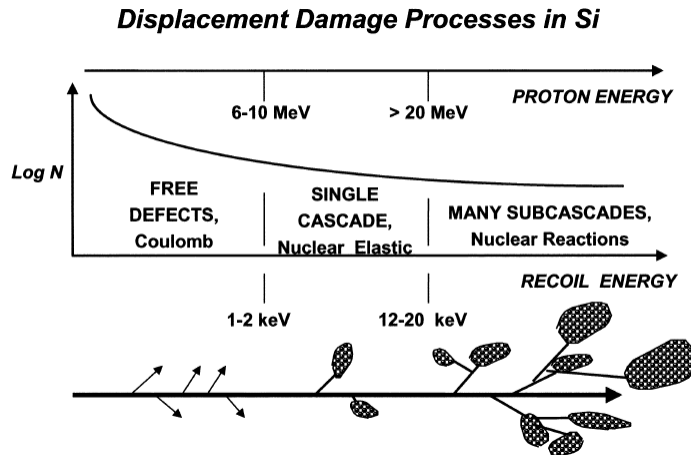 Displacement Damage Processes in Si
6-10 MeV
> 20 MeV
PROTON ENERGY
Log N
FREE
DEFECTS,
Coulomb
SINGLE
CASCADE,
Nuclear Elastic
MANY SUBCASCADES,
Nuclear Reactions
RECOIL ENERGY
1-2 keV
12-20 keV